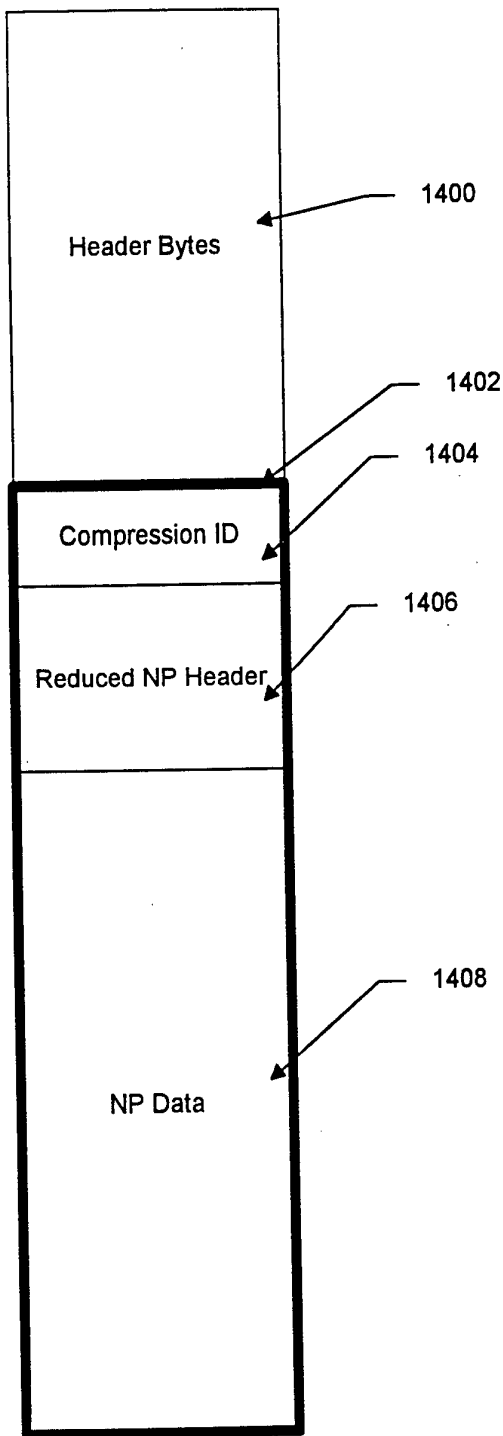 1400
Header Bytes
1402
1404
Compression ID
1406
Reduced NP Header
1408
NP Data